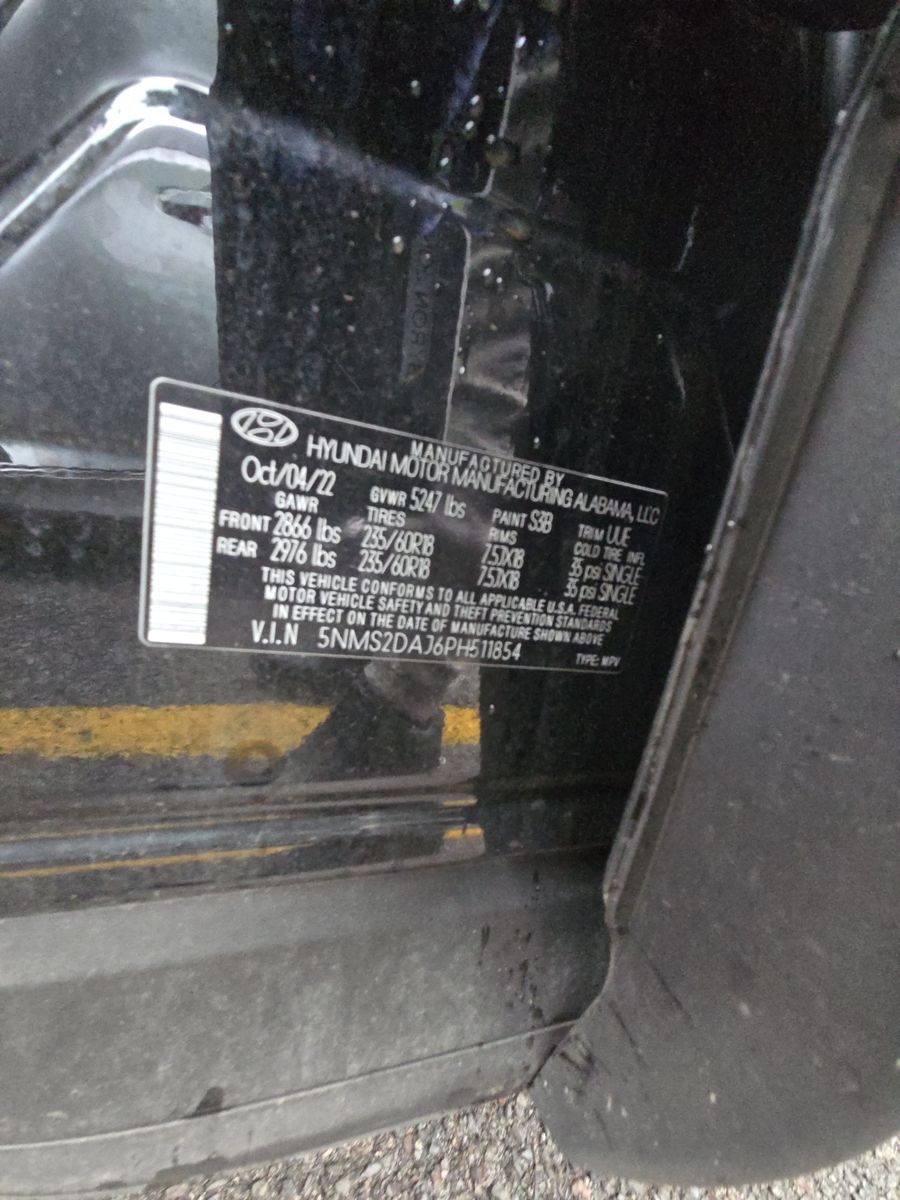 MANUFACTURED BY
HYUNDAI MOTOR MANUFACTURING ALABAMA, LLC
Oct/04/22 GVWR 5247 lbs PAINT S3B TRIM UUE
GAWR TIRES RIMS COLD TIRE INFL
FRONT 2866 lbs 235/60R18 7.5JX18 35 psi SINGLE
REAR 2976 lbs 235/60R18 7.5JX18 35 psi SINGLE
THIS VEHICLE CONFORMS TO ALL APPLICABLE U.S.A. FEDERAL
MOTOR VEHICLE SAFETY AND THEFT PREVENTION STANDARDS
IN EFFECT ON THE DATE OF MANUFACTURE SHOWN ABOVE
V.I.N 5NMS2DAJ6PH511854 TYPE: MPV